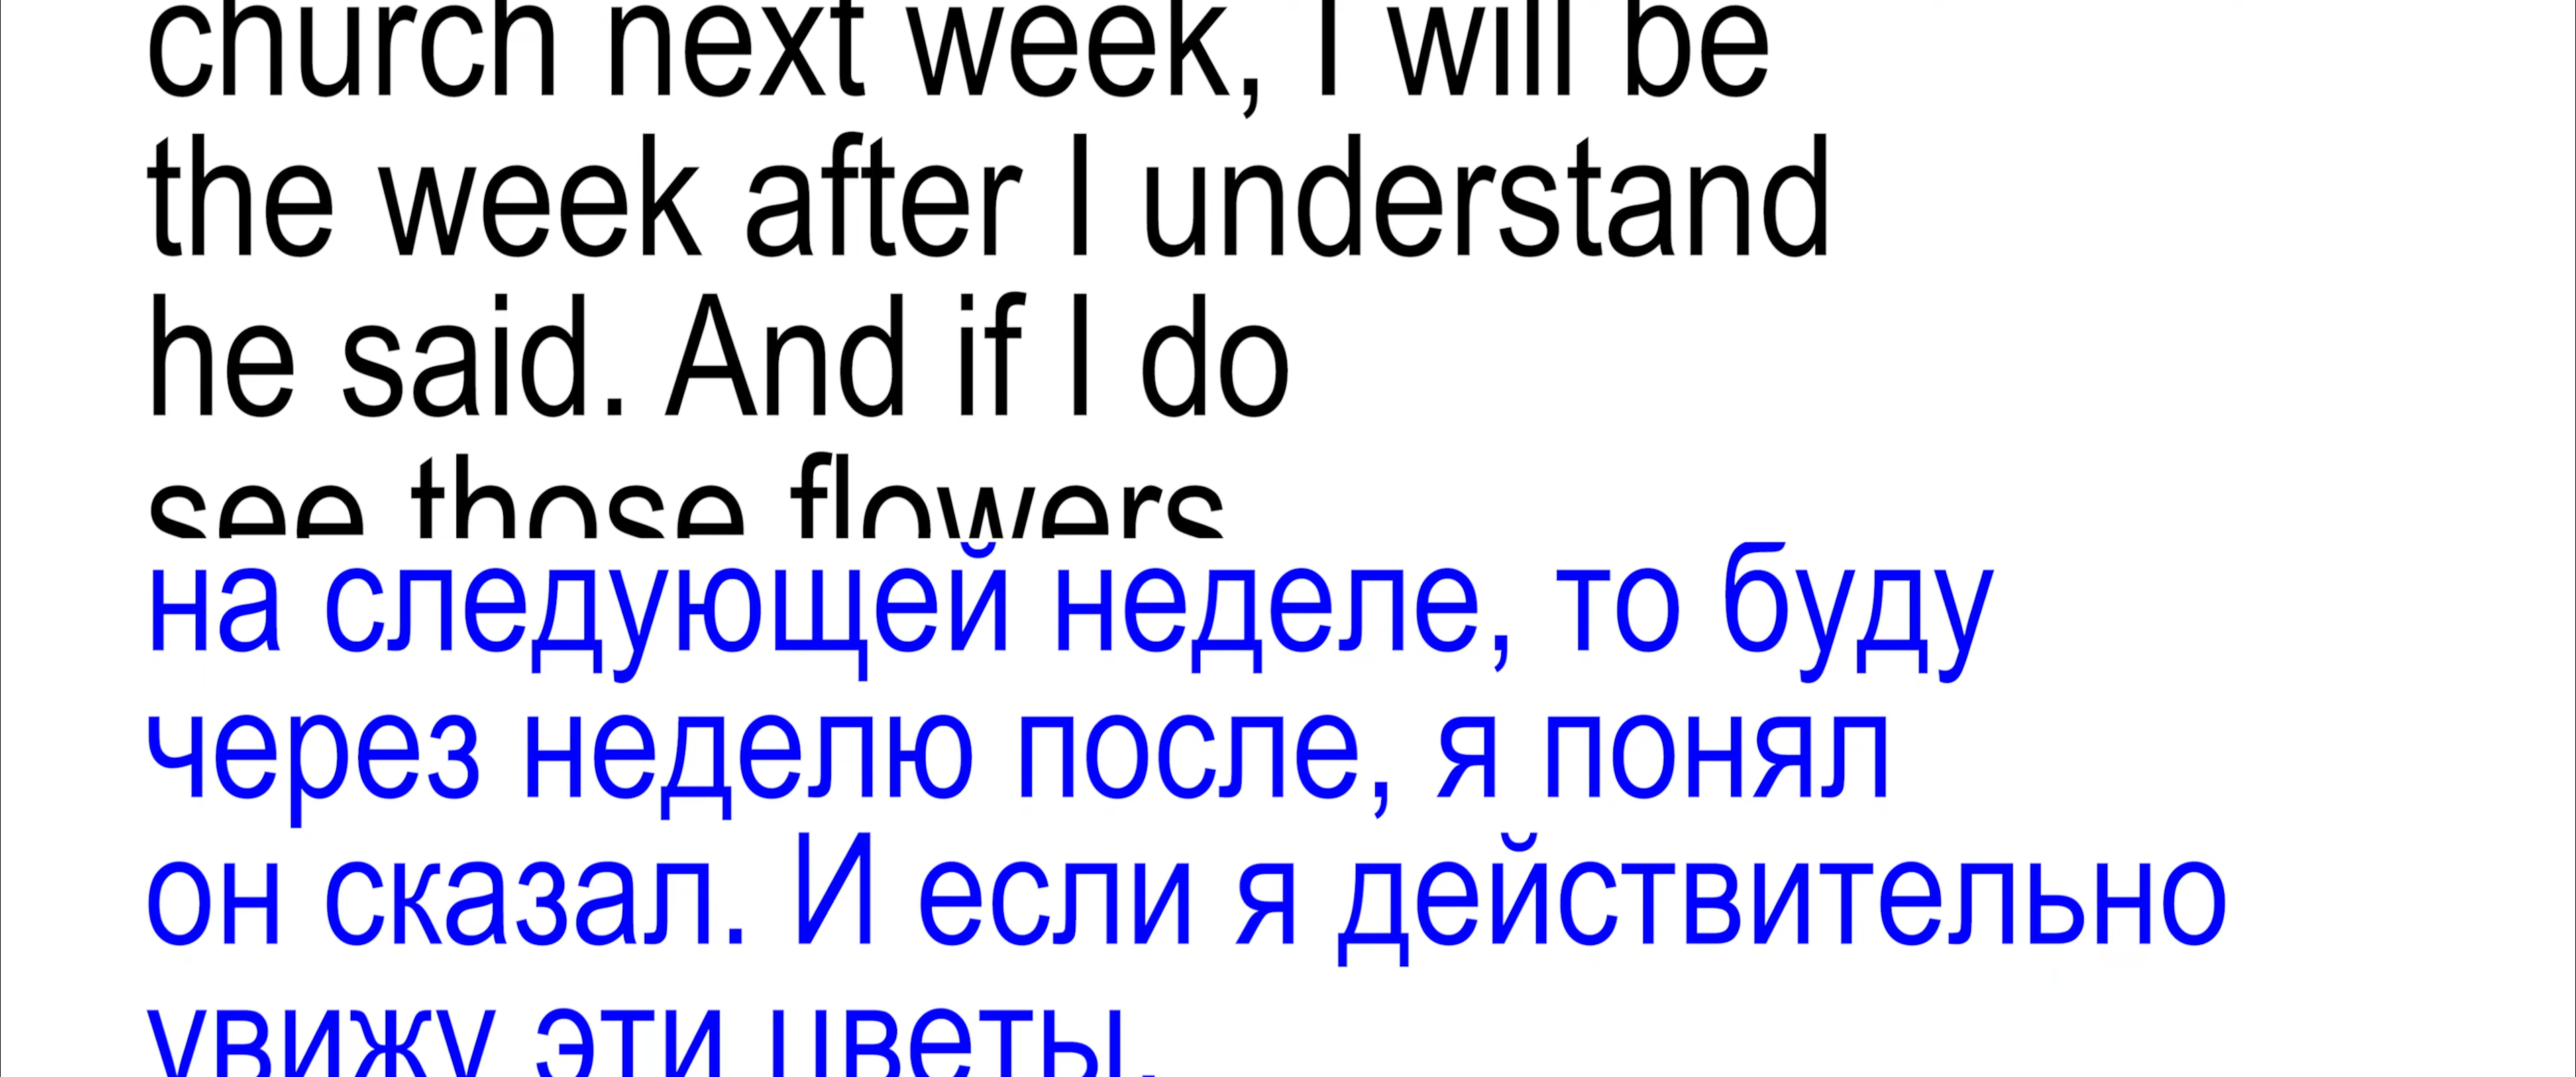 church next week, I will be
the week after I understand
he said. And if I do
see those flowers
на следующей неделе, то буду
через неделю после, я понял
он сказал. И если я действительно
увижу эти цветы,